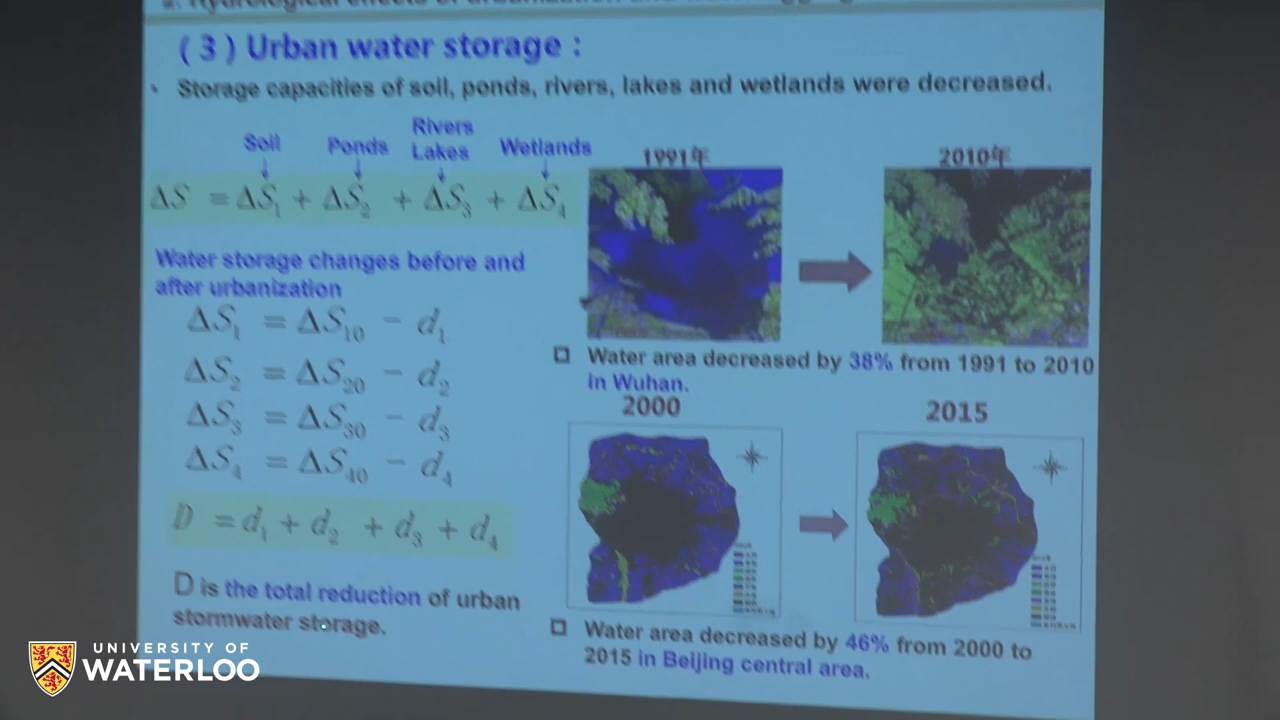 (3) Urban water storage:
• Storage capacities of soil, ponds, rivers, lakes and wetlands were decreased.
Soil Ponds Rivers Lakes Wetlands
ΔS = ΔS₁ + ΔS₂ + ΔS₃ + ΔS₄
Water storage changes before and
after urbanization
ΔS₁ = ΔS₁₀ − d₁
ΔS₂ = ΔS₂₀ − d₂
ΔS₃ = ΔS₃₀ − d₃
ΔS₄ = ΔS₄₀ − d₄
D = d₁ + d₂ + d₃ + d₄
D is the total reduction of urban
stormwater storage.
1991年 2010年
Water area decreased by 38% from 1991 to 2010
in Wuhan.
2000 2015
Water area decreased by 46% from 2000 to
2015 in Beijing central area.
UNIVERSITY OF
WATERLOO